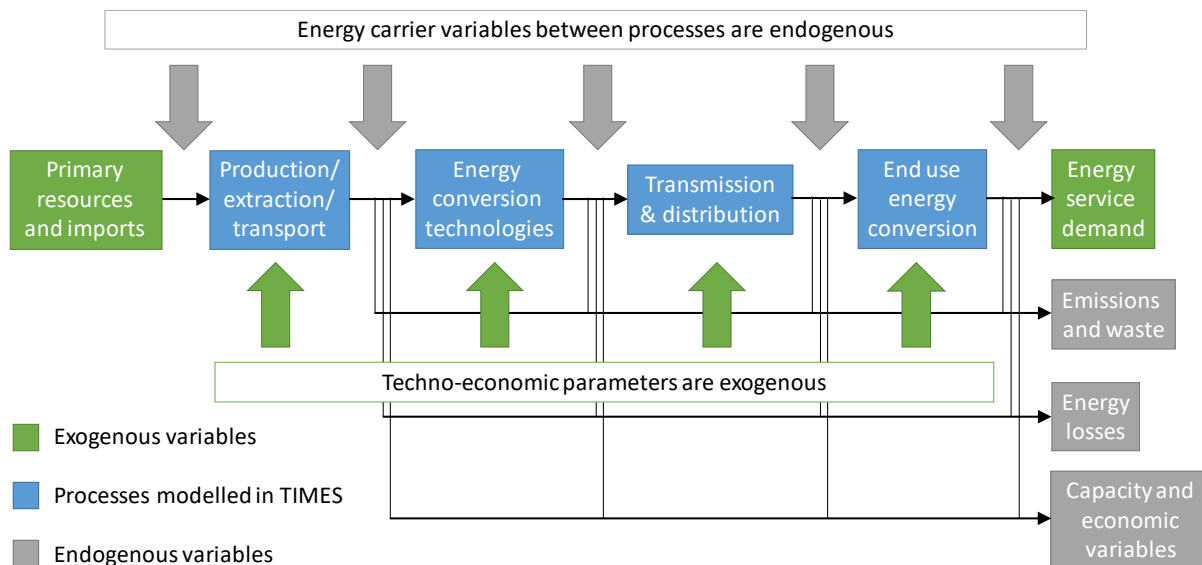 Energy carrier variables between processes are endogenous
Primary
resources
and imports
Production/
extraction/
transport
Energy
conversion
technologies
Transmission
& distribution
End use
energy
conversion
Energy
service
demand
Emissions
and waste
Techno-economic parameters are exogenous
Energy
losses
Capacity and
economic
variables
Exogenous variables
Processes modelled in TIMES
Endogenous variables